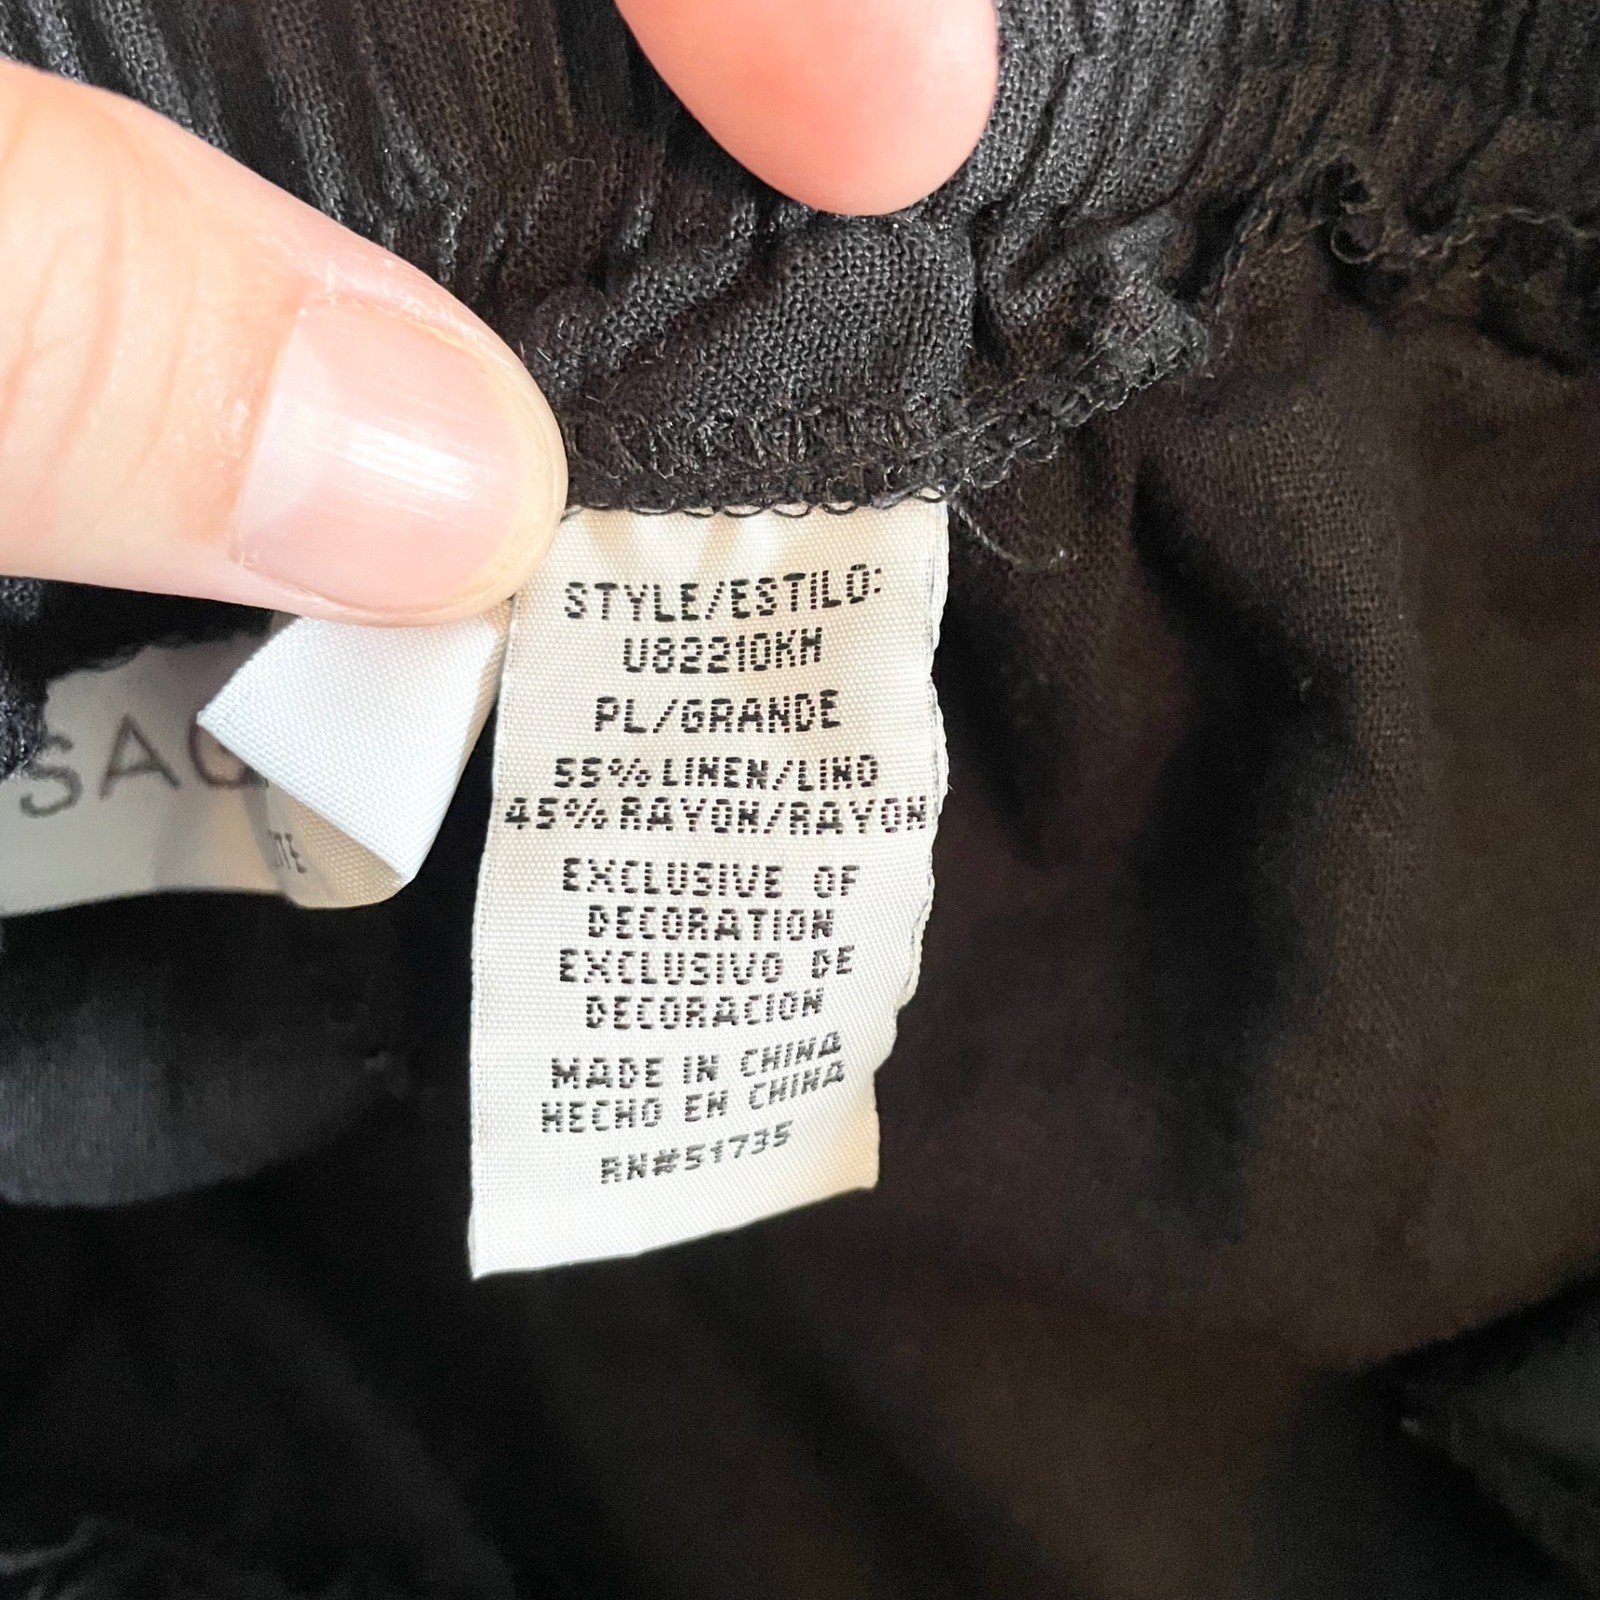 STYLE/ESTILO:
U82210KH
PL/GRANDE
55% LINEN/LINO
45% RAYON/RAYON
EXCLUSIVE OF
DECORATION
EXCLUSIVO DE
DECORACION
MADE IN CHINA
HECHO EN CHINA
RN#51735